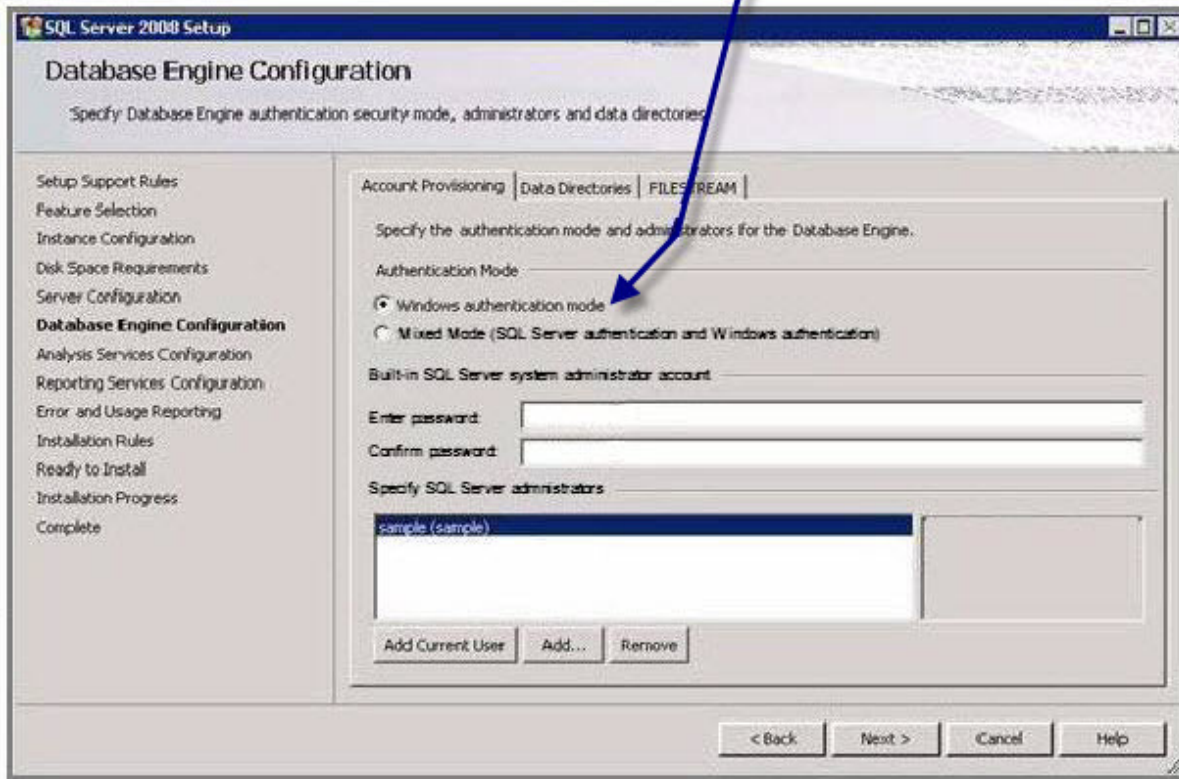 SQL Server 2008 Setup
Database Engine Configuration
Specify Database Engine authentication security mode, administrators and data directories.
Setup Support Rules
Feature Selection
Instance Configuration
Disk Space Requirements
Server Configuration
Database Engine Configuration
Analysis Services Configuration
Reporting Services Configuration
Error and Usage Reporting
Installation Rules
Ready to Install
Installation Progress
Complete
Account Provisioning
Data Directories
FILESTREAM
Specify the authentication mode and administrators for the Database Engine.
Authentication Mode
Windows authentication mode
Mixed Mode (SQL Server authentication and Windows authentication)
Built-in SQL Server system administrator account
Enter password:
Confirm password:
Specify SQL Server administrators
sample (sample)
Add Current User
Add...
Remove
< Back
Next >
Cancel
Help